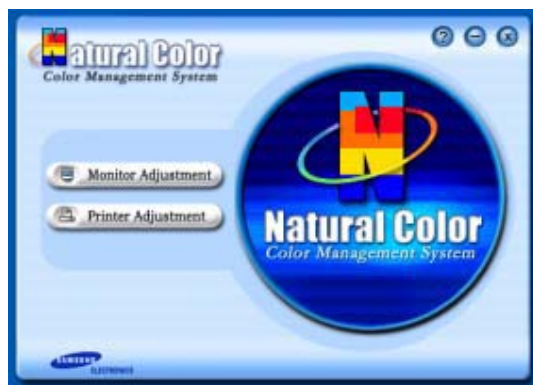 Natural Color
Color Management System
? – x
Monitor Adjustment
Printer Adjustment
N
Natural Color
Color Management System
SAMSUNG
ELECTRONICS